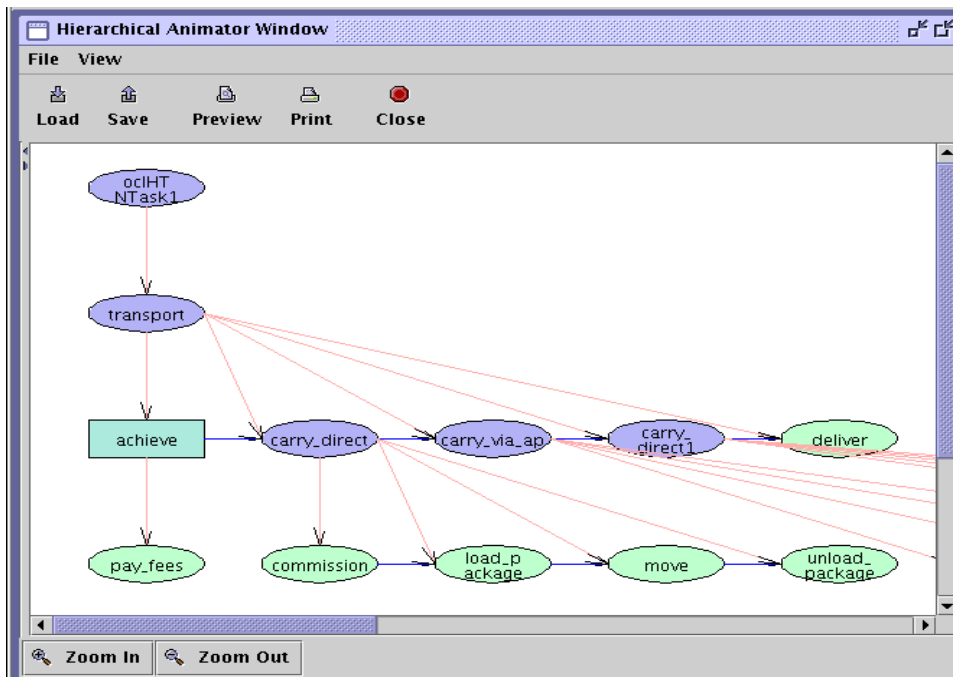 Hierarchical Animator Window
File View
Load Save Preview Print Close
oclHT
NTask1
transport
achieve carry_direct carry_via_ap carry_
direct1 deliver
pay_fees commission load_p
ackage move unload_
package
Zoom In Zoom Out